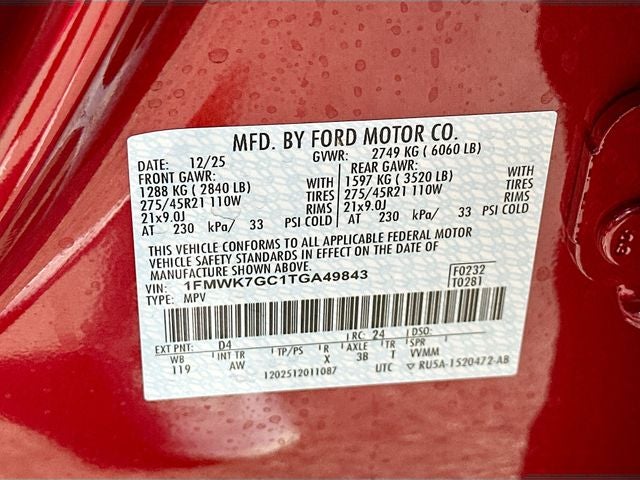 MFD. BY FORD MOTOR CO.
DATE: 12/25 GVWR: 2749 KG ( 6060 LB)
FRONT GAWR: REAR GAWR:
1288 KG ( 2840 LB) WITH 1597 KG ( 3520 LB) WITH
275/45R21 110W TIRES 275/45R21 110W TIRES
21x9.0J RIMS 21x9.0J RIMS
AT 230 kPa/ 33 PSI COLD AT 230 kPa/ 33 PSI COLD
THIS VEHICLE CONFORMS TO ALL APPLICABLE FEDERAL MOTOR
VEHICLE SAFETY STANDARDS IN EFFECT ON THE DATE OF
MANUFACTURE SHOWN ABOVE.
VIN: 1FMWK7GC1TGA49843 F0232
TYPE: MPV T0281
EXT PNT: D4 RC: 24 DSO:
WB INT TR TP/PS R AXLE TR SPR
119 AW X 3B T VVMM
1202512011087 UTC ▽ RU5A-1520472-AB